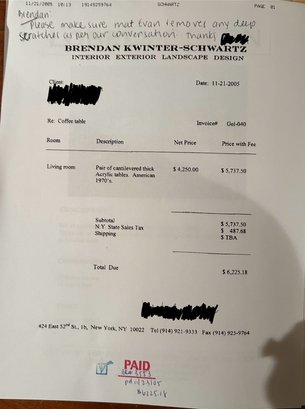 11/21/2005 10:13 19149259764 SCHWARTZ PAGE 01
Brendan
Please make sure that Evan removes any deep
scratches as per our conversation. Thanks
BRENDAN KWINTER-SCHWARTZ
INTERIOR EXTERIOR LANDSCAPE DESIGN
Client: Date: 11-21-2005
Re: Coffee table Invoice# Gel-040
Room Description Net Price Price with Fee
Living room Pair of cantilevered thick $ 4,250.00 $ 5,737.50
Acrylic tables. American
1970's.
Subtotal $ 5,737.50
N.Y. State Sales Tax $ 487.68
Shipping $ TBA
Total Due $ 6,225.18
424 East 52nd St., 1b, New York, NY 10022 Tel (914) 921-9333 Fax (914) 925-9764
PAID
$6225.18